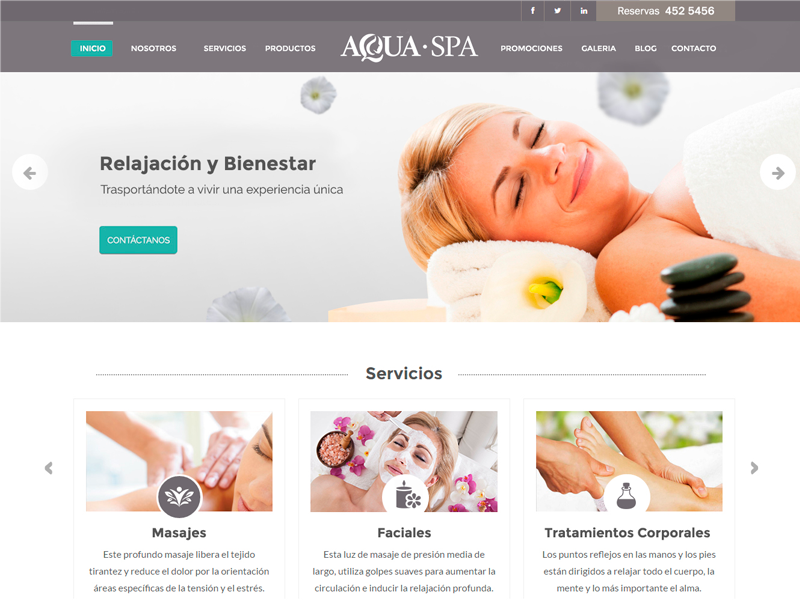 f
in
Reservas 452 5456
INICIO
NOSOTROS
SERVICIOS
PRODUCTOS
AQUA·SPA
PROMOCIONES
GALERIA
BLOG
CONTACTO
Relajación y Bienestar
Trasportándote a vivir una experiencia única
CONTÁCTANOS
Servicios
Masajes
Este profundo masaje libera el tejido
tirantez y reduce el dolor por la orientación
áreas específicas de la tensión y el estrés.
Faciales
Esta luz de masaje de presión media de
largo, utiliza golpes suaves para aumentar la
circulación e inducir la relajación profunda.
Tratamientos Corporales
Los puntos reflejos en las manos y los pies
están dirigidos a relajar todo el cuerpo, la
mente y lo más importante el alma.